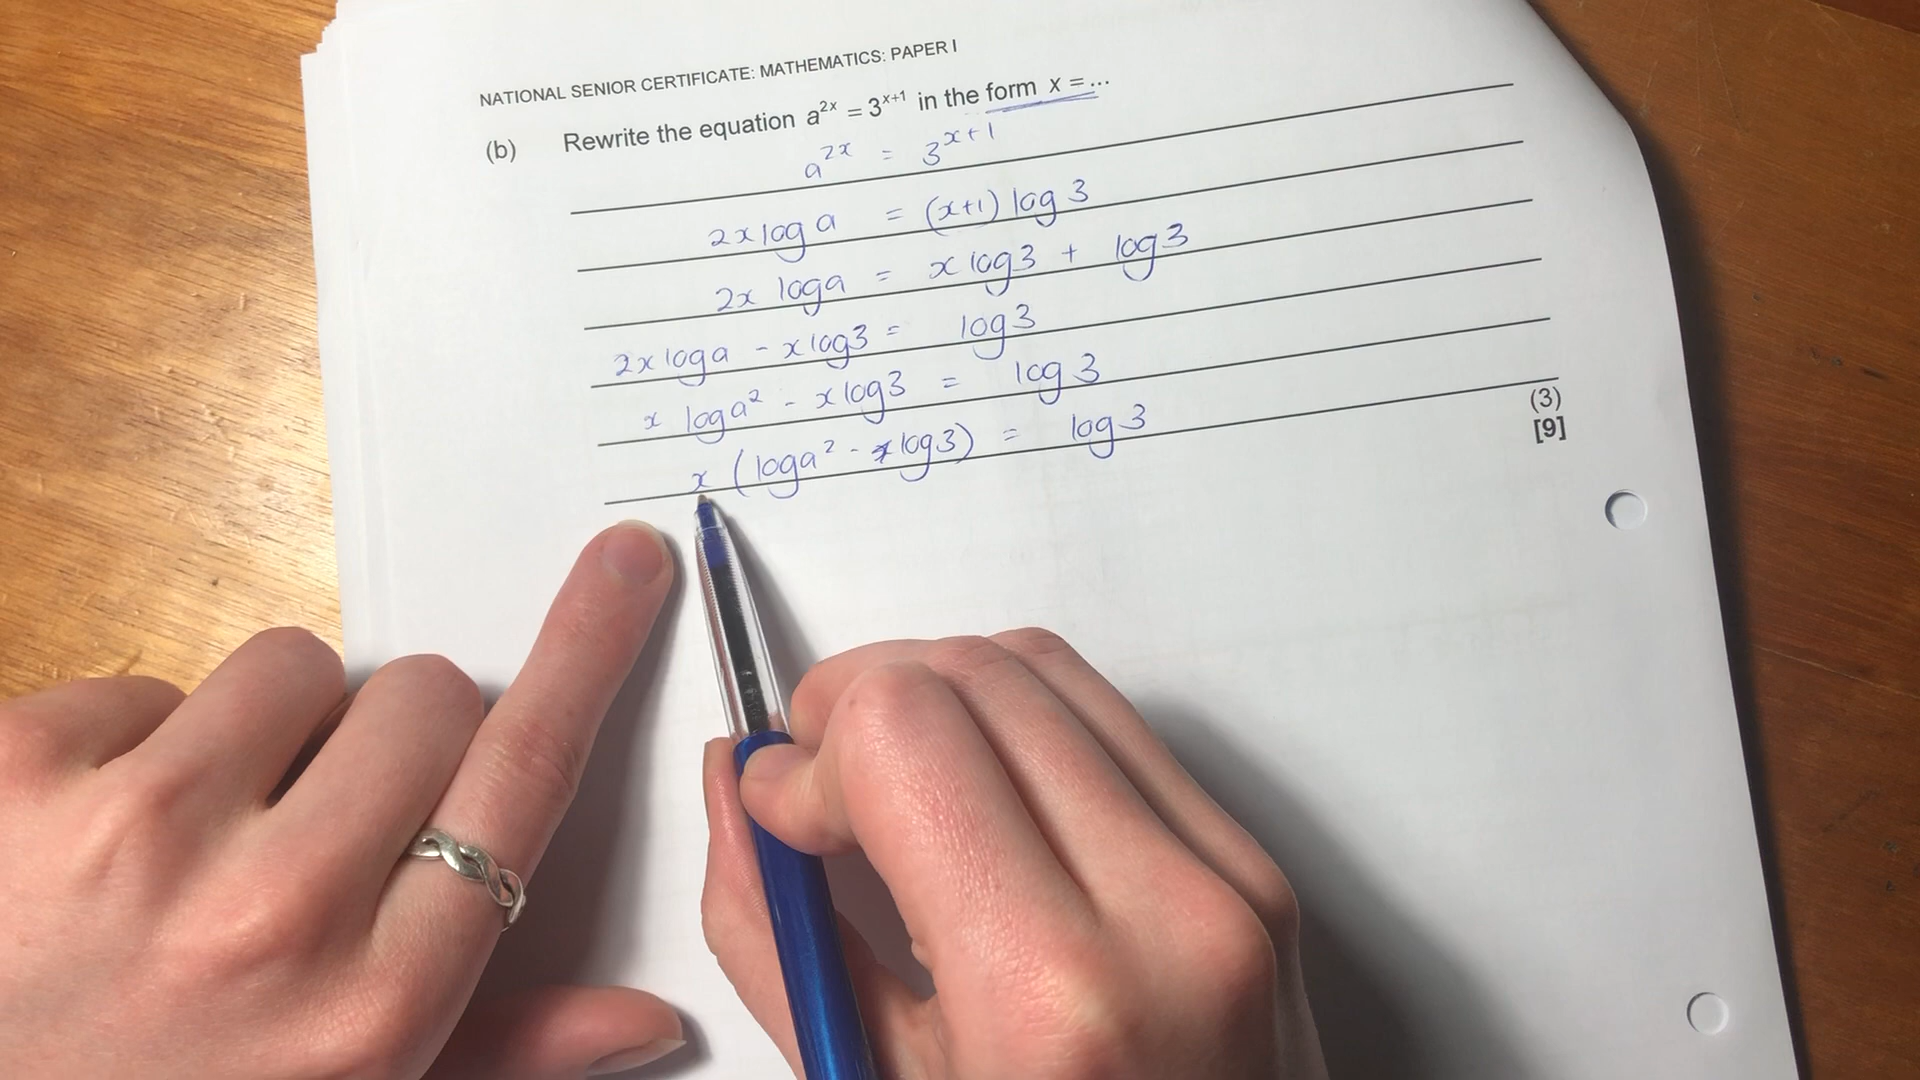 NATIONAL SENIOR CERTIFICATE: MATHEMATICS: PAPER I
(b) Rewrite the equation a^{2x} = 3^{x+1} in the form x = ...
a^{2x} = 3^{x+1}
2x log a = (x+1) log 3
2x log a = x log 3 + log 3
2x log a - x log 3 = log 3
x log a² - x log 3 = log 3
(3)
x (log a² - log 3) = log 3
[9]